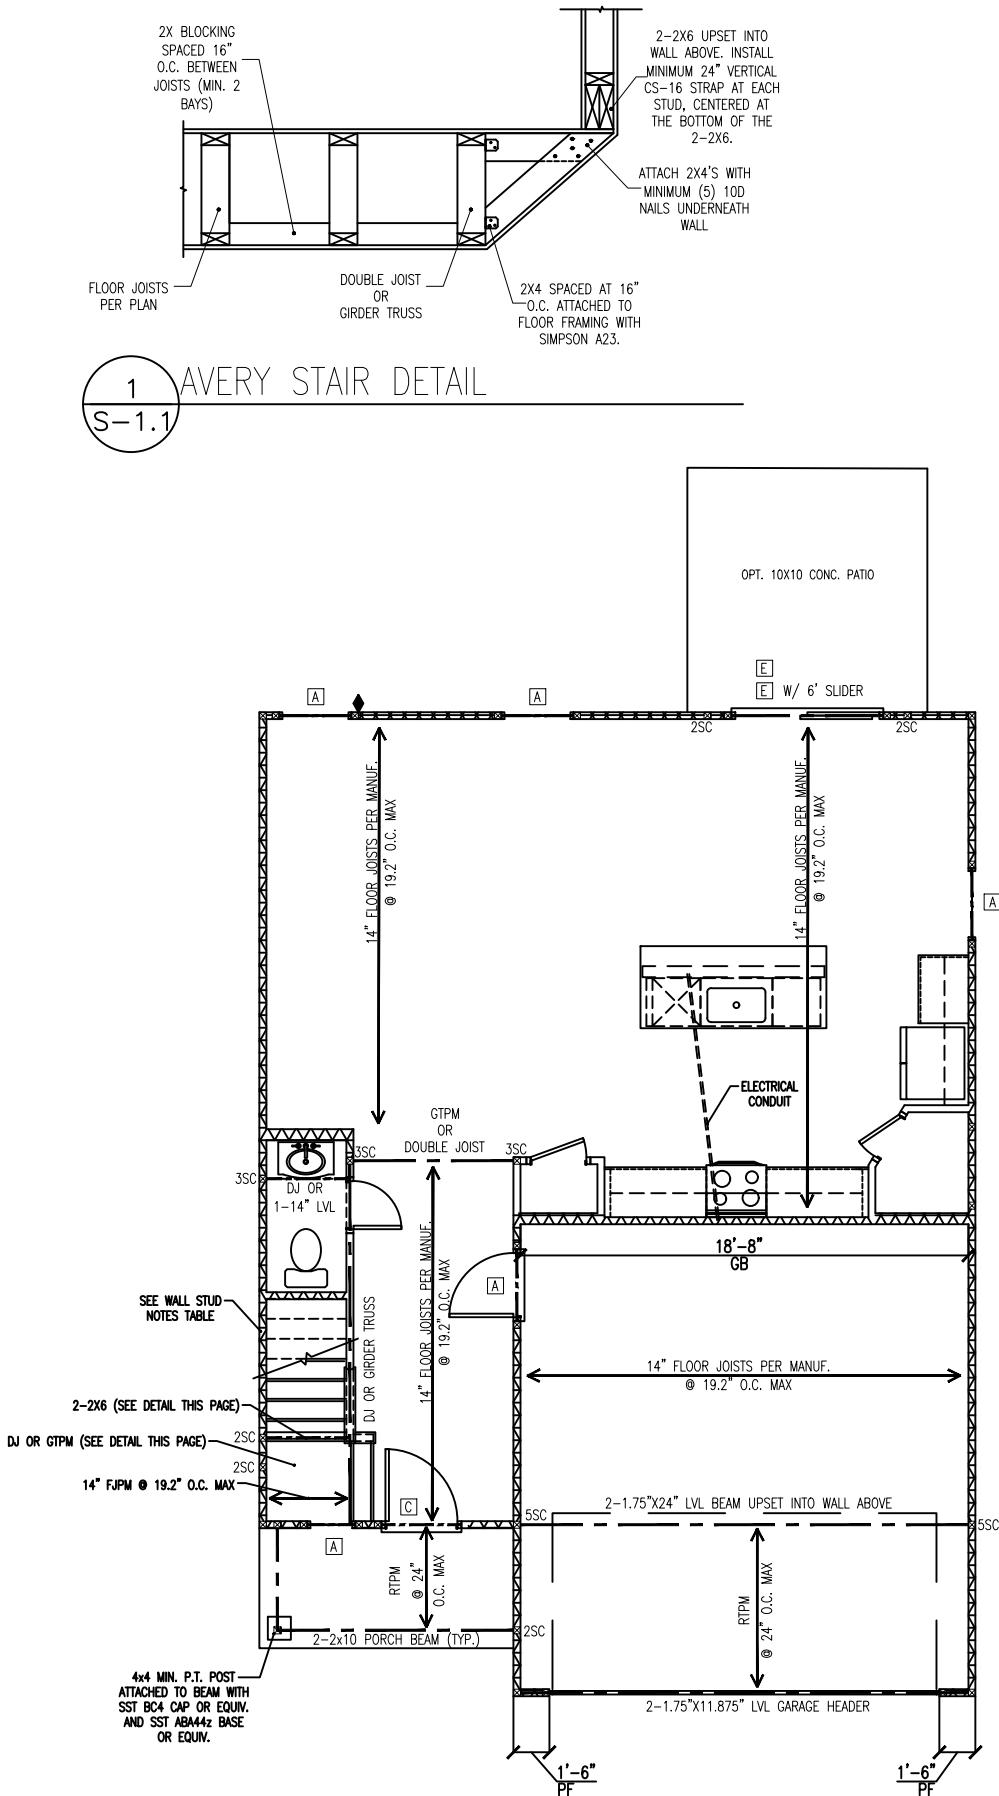 2X BLOCKING
SPACED 16"
O.C. BETWEEN
JOISTS (MIN. 2
BAYS)
2-2X6 UPSET INTO
WALL ABOVE. INSTALL
MINIMUM 24" VERTICAL
CS-16 STRAP AT EACH
STUD, CENTERED AT
THE BOTTOM OF THE
2-2X6.
ATTACH 2X4'S WITH
MINIMUM (5) 10D
NAILS UNDERNEATH
WALL
FLOOR JOISTS
PER PLAN
DOUBLE JOIST
OR
GIRDER TRUSS
2X4 SPACED AT 16"
O.C. ATTACHED TO
FLOOR FRAMING WITH
SIMPSON A23.
1
S-1.1
AVERY STAIR DETAIL
OPT. 10X10 CONC. PATIO
E
E W/ 6' SLIDER
A
A
2SC
2SC
14" FLOOR JOISTS PER MANUF.
@ 19.2" O.C. MAX
14" FLOOR JOISTS PER MANUF.
@ 19.2" O.C. MAX
A
ELECTRICAL
CONDUIT
GTPM
OR
DOUBLE JOIST
3SC
3SC
3SC
DJ OR
1-14" LVL
18'-8"
GB
A
14" FLOOR JOISTS PER MANUF.
@ 19.2" O.C. MAX
SEE WALL STUD
NOTES TABLE
DJ OR GIRDER TRUSS
14" FLOOR JOISTS PER MANUF.
@ 19.2" O.C. MAX
2-2X6 (SEE DETAIL THIS PAGE)
DJ OR GTPM (SEE DETAIL THIS PAGE)
2SC
2SC
14" FJPM @ 19.2" O.C. MAX
C
A
2-1.75"X24" LVL BEAM UPSET INTO WALL ABOVE
5SC
5SC
RTPM
@ 24"
O.C. MAX
RTPM
@ 24" O.C. MAX
2-2x10 PORCH BEAM (TYP.)
2SC
4x4 MIN. P.T. POST
ATTACHED TO BEAM WITH
SST BC4 CAP OR EQUIV.
AND SST ABA44z BASE
OR EQUIV.
2-1.75"X11.875" LVL GARAGE HEADER
1'-6"
PF
1'-6"
PF